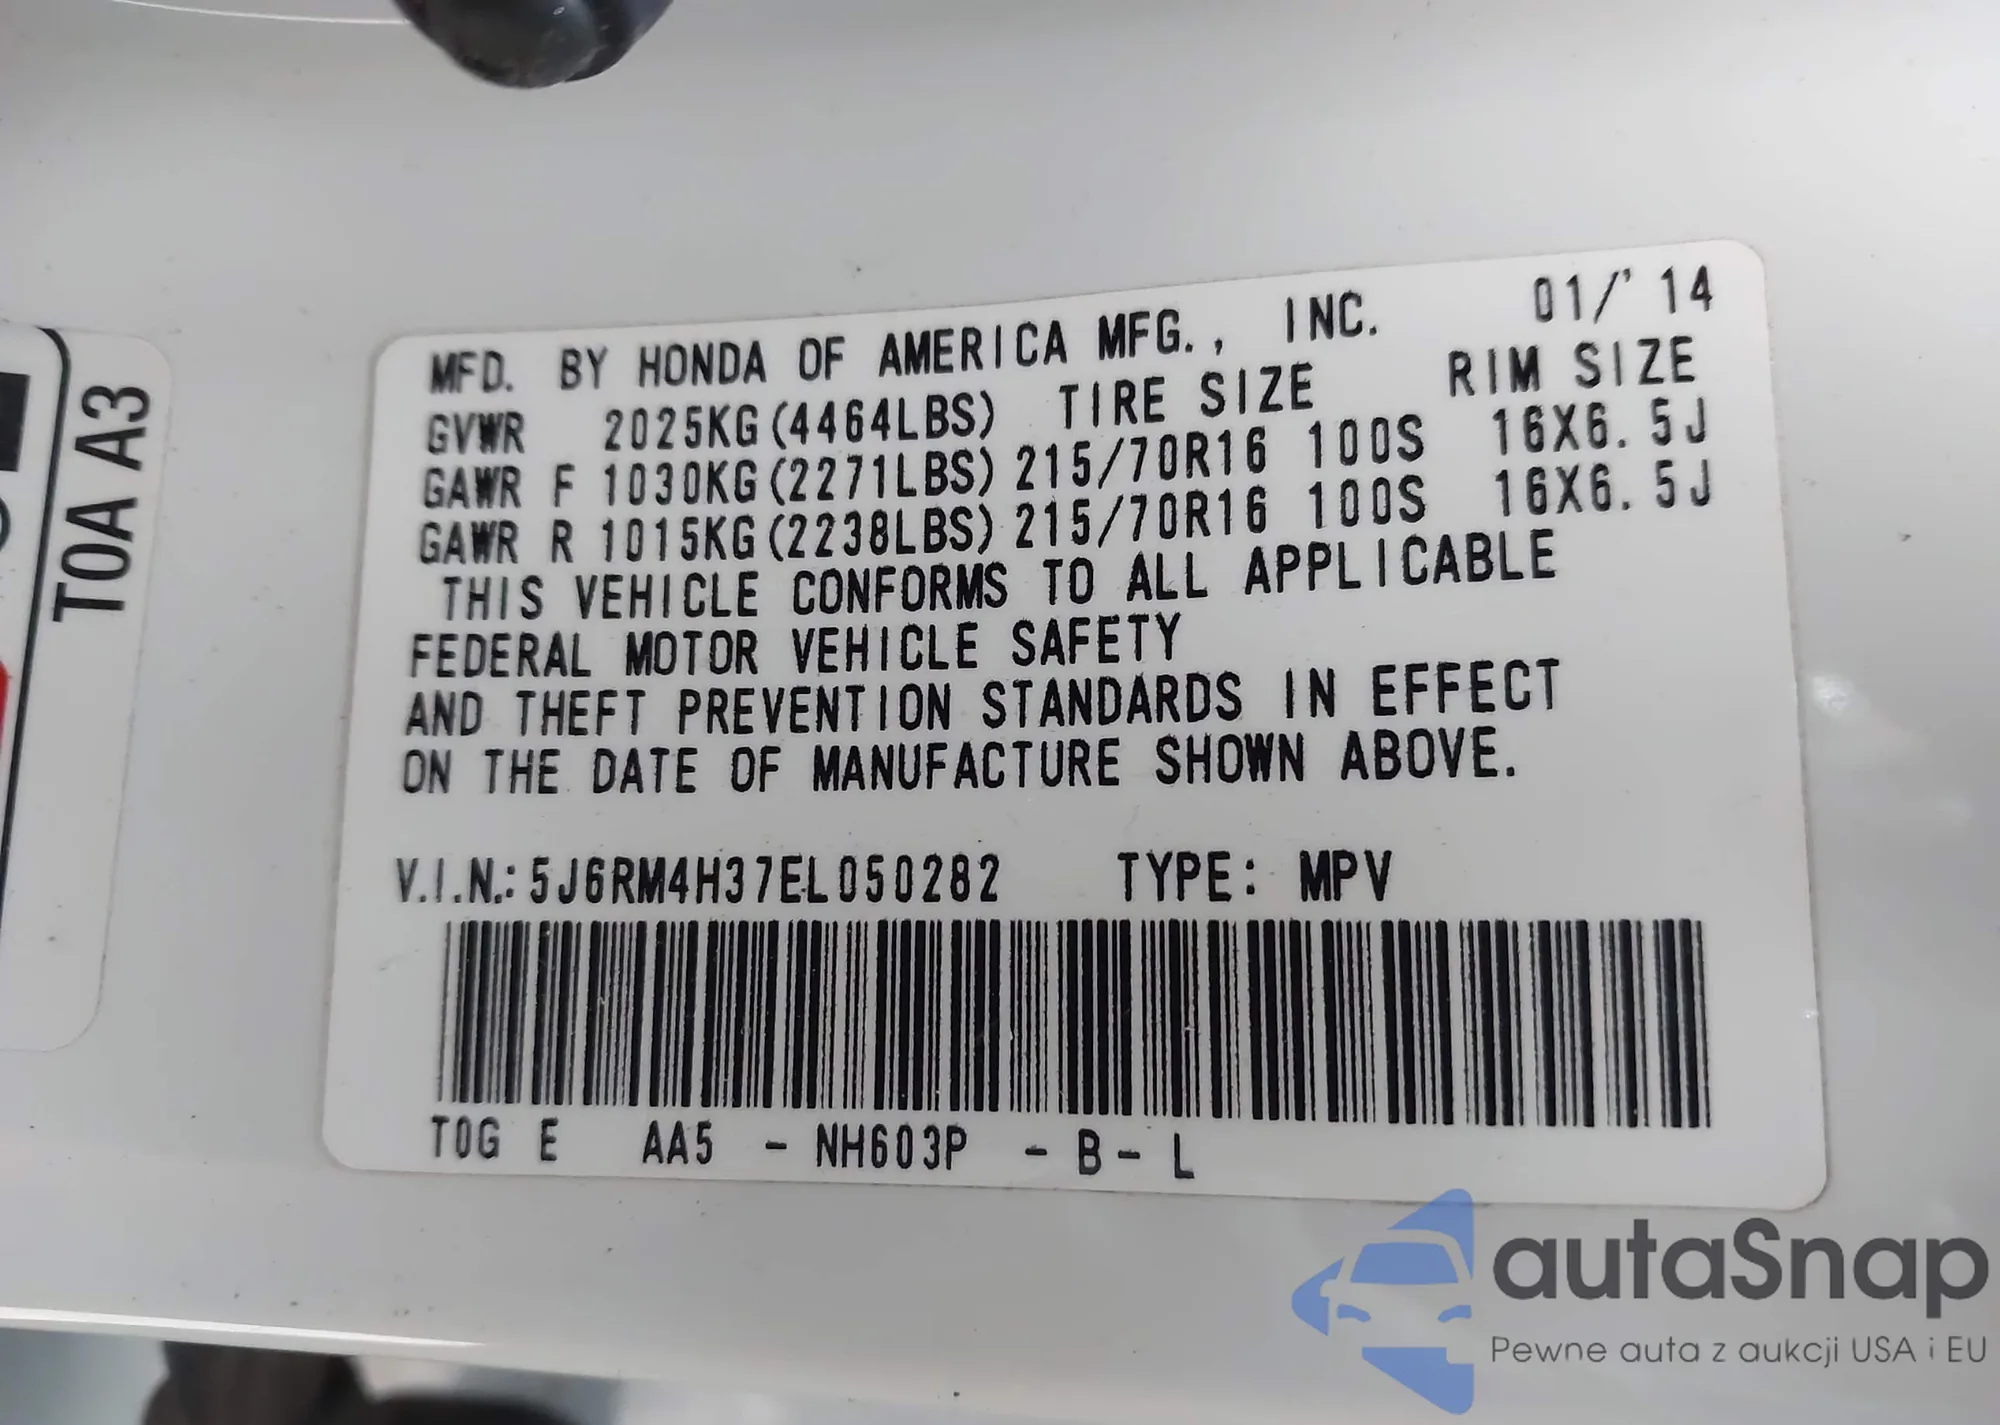 T0A A3
MFD. BY HONDA OF AMERICA MFG., INC. 01/'14
GVWR 2025KG(4464LBS) TIRE SIZE RIM SIZE
GAWR F 1030KG(2271LBS) 215/70R16 100S 16X6.5J
GAWR R 1015KG(2238LBS) 215/70R16 100S 16X6.5J
THIS VEHICLE CONFORMS TO ALL APPLICABLE
FEDERAL MOTOR VEHICLE SAFETY
AND THEFT PREVENTION STANDARDS IN EFFECT
ON THE DATE OF MANUFACTURE SHOWN ABOVE.
V.I.N.: 5J6RM4H37EL050282 TYPE: MPV
T0G E AA5 - NH603P - B - L
autaSnap
Pewne auta z aukcji USA i EU